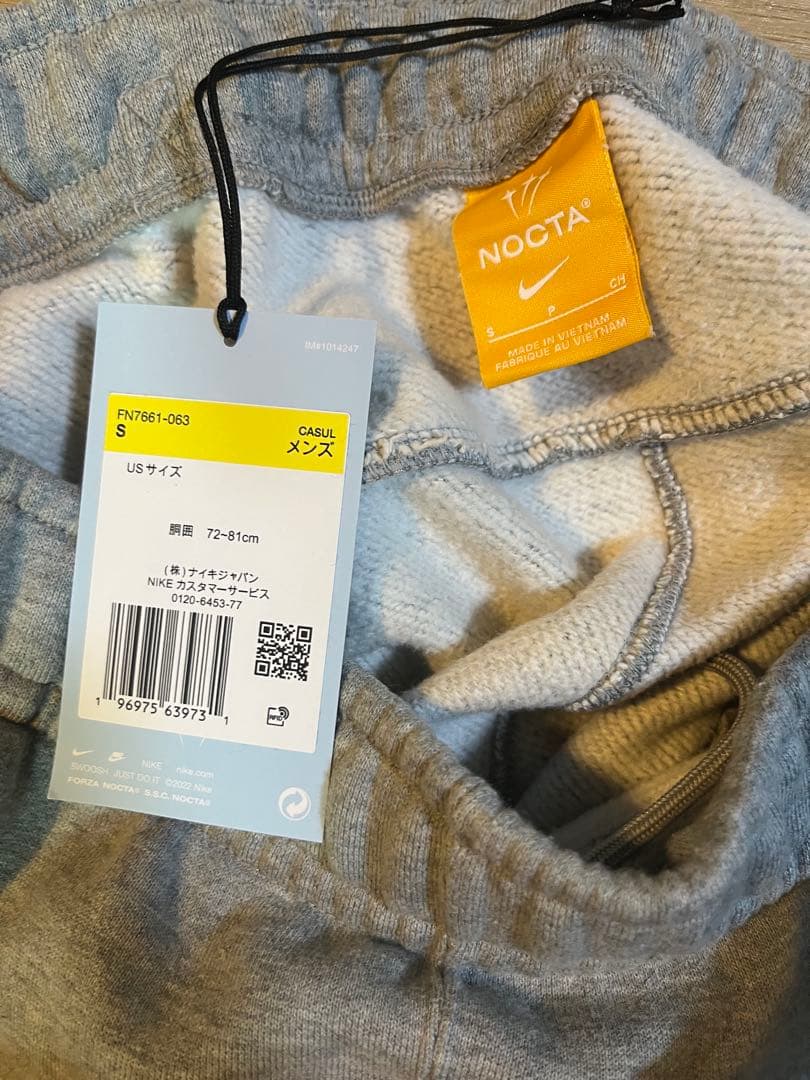 NOCTA®
S P CH
MADE IN VIETNAM
FABRIQUE AU VIETNAM
IM#1014247
FN7661-063
S
CASUL
メンズ
USサイズ
胴囲 72~81cm
(株)ナイキジャパン
NIKE カスタマーサービス
0120-6453-77
1 96975 63973 1
RFID
NIKE nike.com
SWOOSH JUST DO IT ©2022 Nike
FORZA NOCTA® S.S.C. NOCTA®